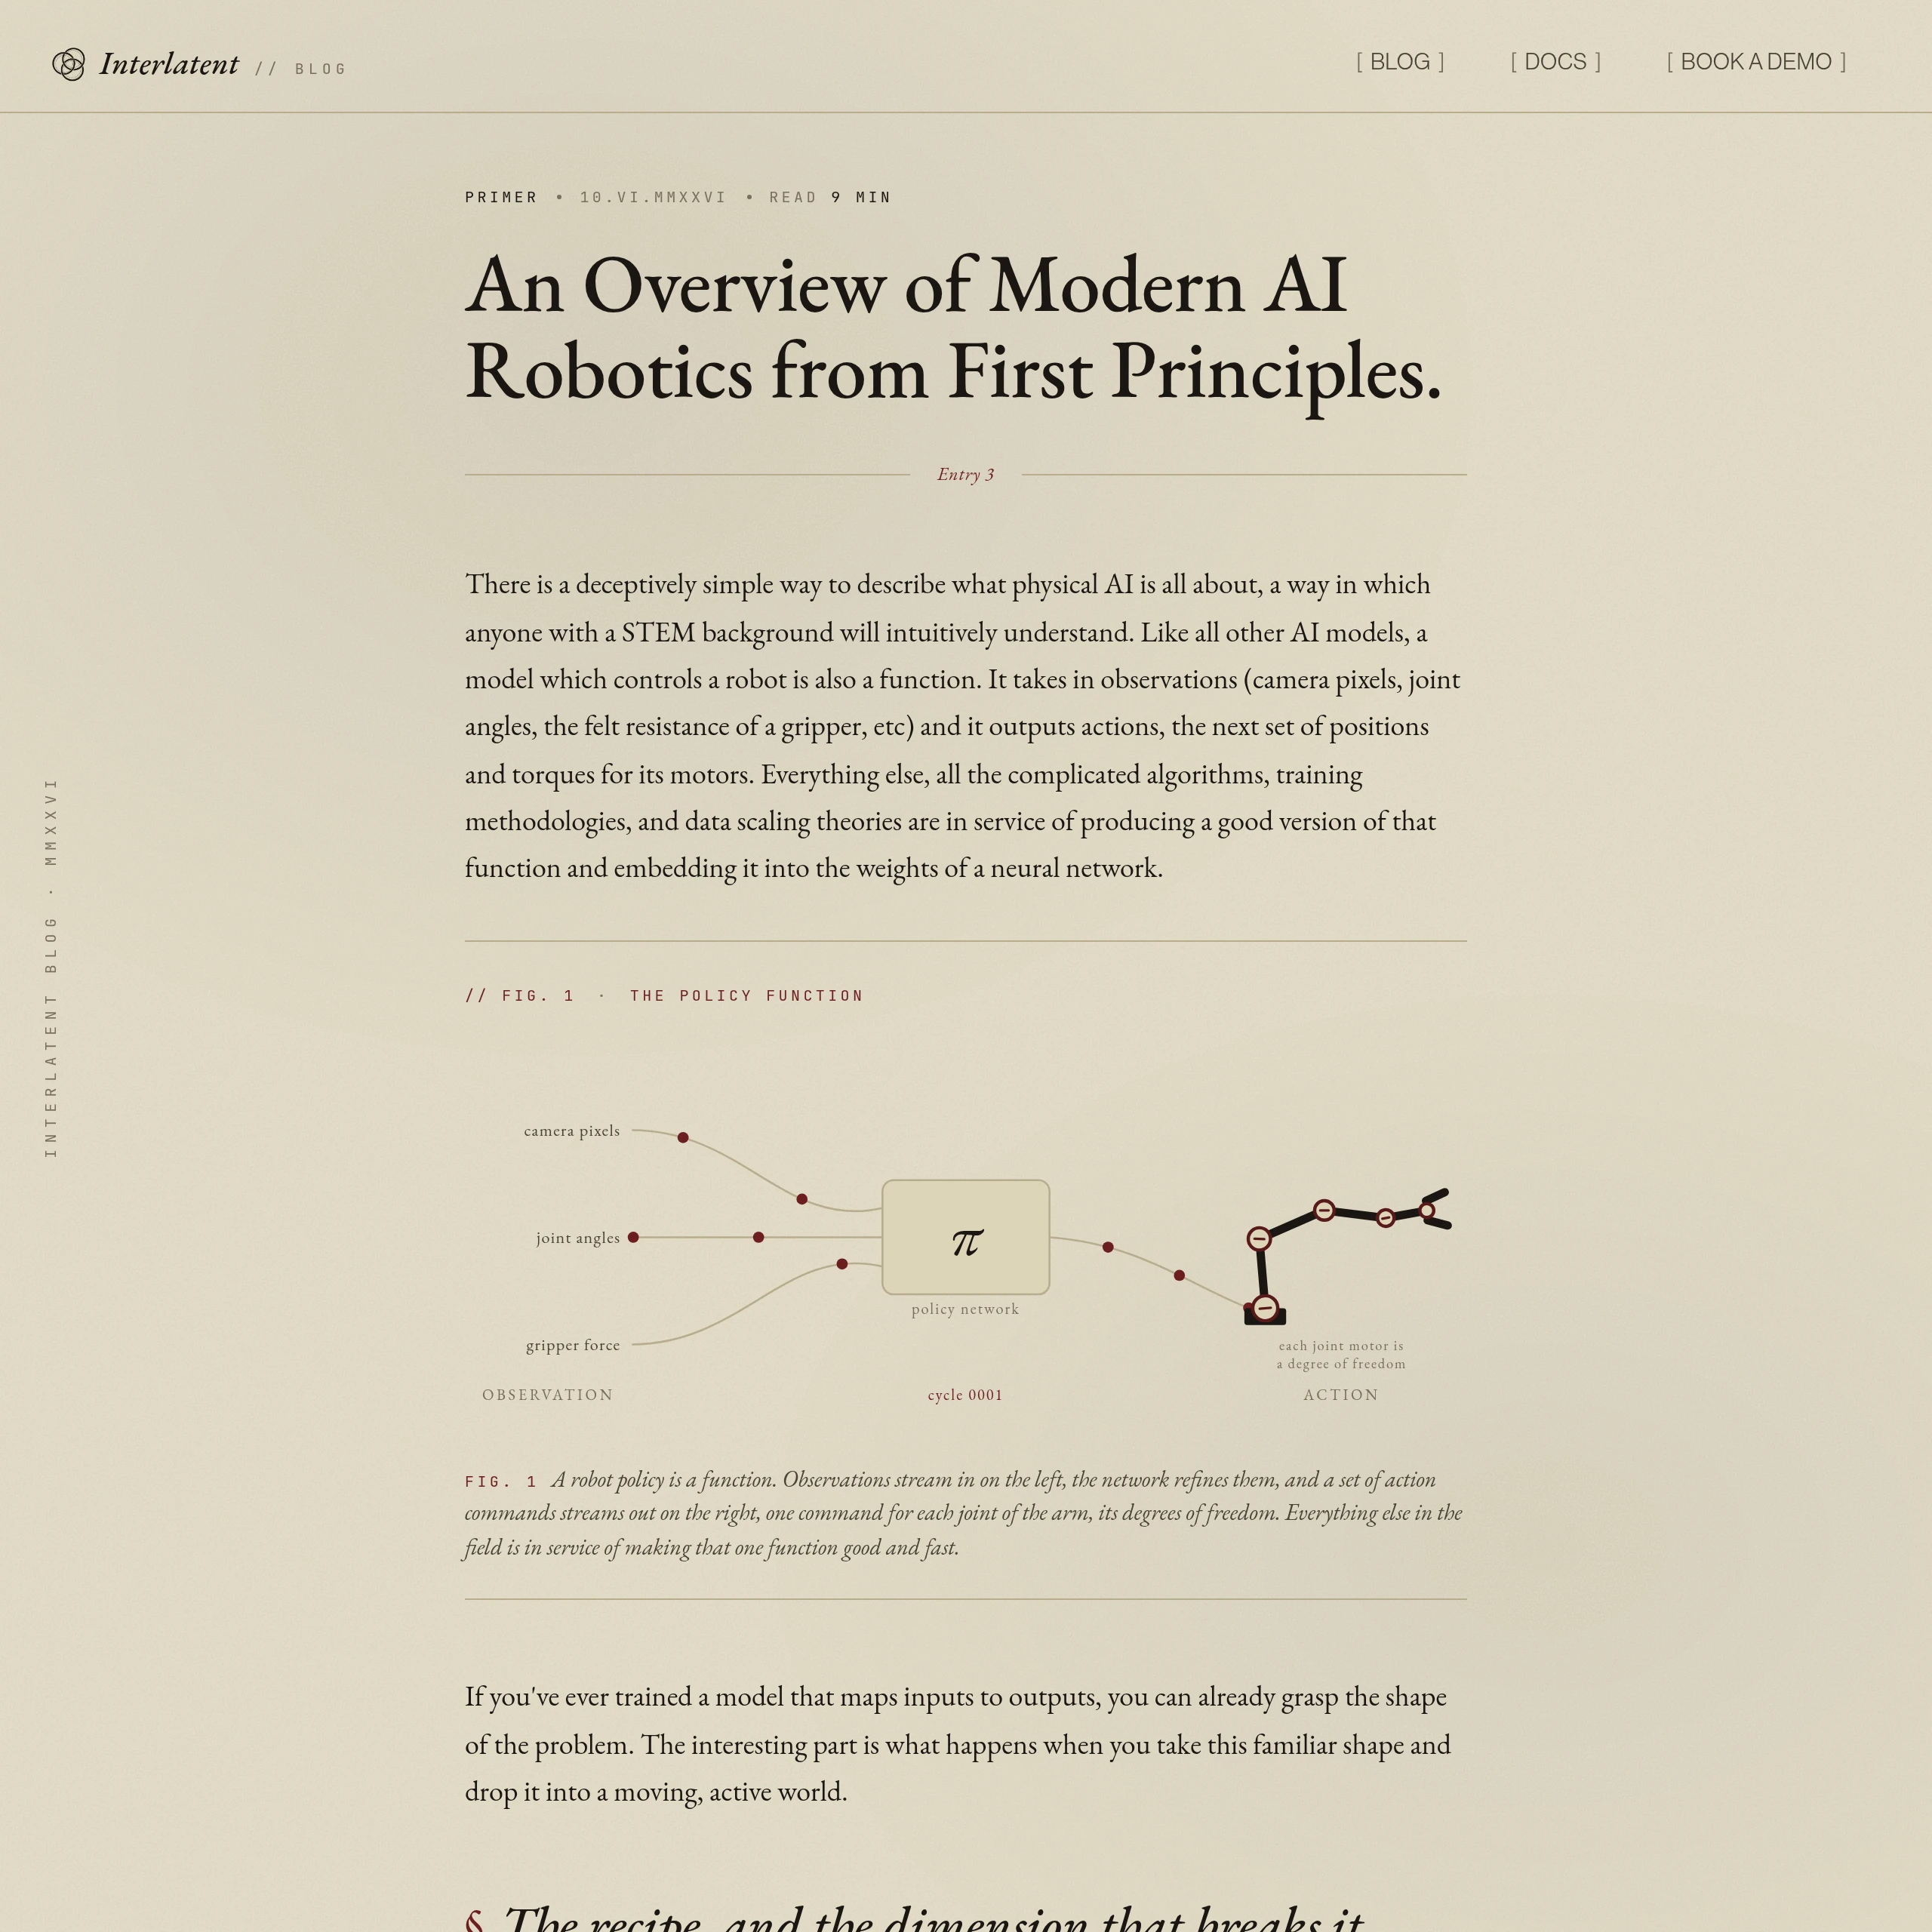 Interlatent // BLOG
[ BLOG ] [ DOCS ] [ BOOK A DEMO ]
PRIMER • 10.VI.MMXXVI • READ 9 MIN
An Overview of Modern AI
Robotics from First Principles.
Entry 3
There is a deceptively simple way to describe what physical AI is all about, a way in which
anyone with a STEM background will intuitively understand. Like all other AI models, a
model which controls a robot is also a function. It takes in observations (camera pixels, joint
angles, the felt resistance of a gripper, etc) and it outputs actions, the next set of positions
and torques for its motors. Everything else, all the complicated algorithms, training
methodologies, and data scaling theories are in service of producing a good version of that
function and embedding it into the weights of a neural network.
INTERLATENT BLOG · MMXXVI
// FIG. 1 · THE POLICY FUNCTION
camera pixels
joint angles
gripper force
OBSERVATION
π
policy network
cycle 0001
each joint motor is
a degree of freedom
ACTION
FIG. 1 A robot policy is a function. Observations stream in on the left, the network refines them, and a set of action
commands streams out on the right, one command for each joint of the arm, its degrees of freedom. Everything else in the
field is in service of making that one function good and fast.
If you've ever trained a model that maps inputs to outputs, you can already grasp the shape
of the problem. The interesting part is what happens when you take this familiar shape and
drop it into a moving, active world.
§ The recipe, and the dimension that breaks it